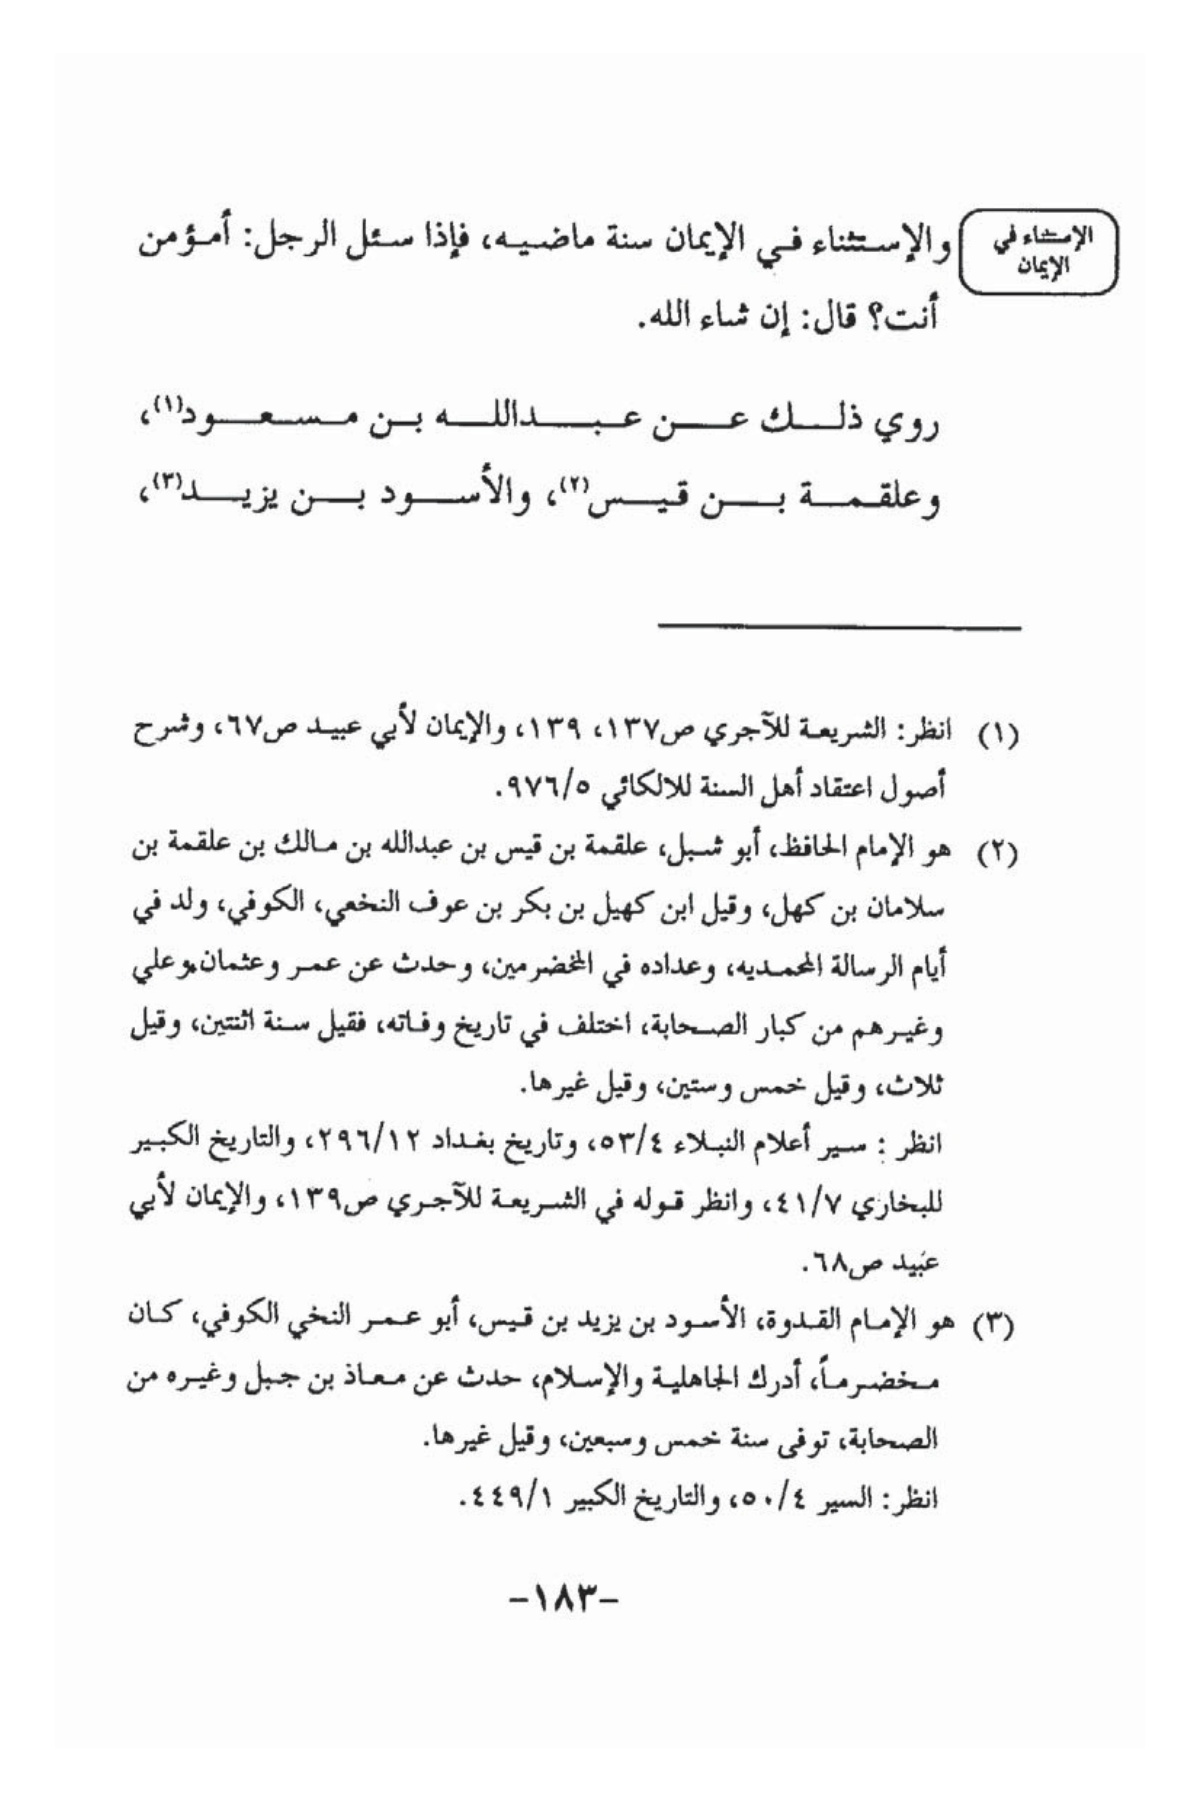 الإستثناء في
الإيمان
والإستثناء في الإيمان سنة ماضيه، فإذا سئل الرجل: أمؤمن
أنت؟ قال: إن شاء الله.
روي ذلك عن عبدالله بن مسعود(١)،
وعلقمة بن قيس(٢)، والأسود بن يزيد(٣)،
(١) انظر: الشريعة للآجري ص١٣٧، ١٣٩، والإيمان لأبي عبيد ص٦٧، وشرح
أصول اعتقاد أهل السنة للالكائي ٩٧٦/٥.
(٢) هو الإمام الحافظ، أبو شبل، علقمة بن قيس بن عبدالله بن مالك بن علقمة بن
سلامان بن كهل، وقيل ابن كهيل بن بكر بن عوف النخعي، الكوفي، ولد في
أيام الرسالة المحمديه، وعداده في المخضرمين، وحدث عن عمر وعثمان وعلي
وغيرهم من كبار الصحابة، اختلف في تاريخ وفاته، فقيل سنة اثنتين، وقيل
ثلاث، وقيل خمس وستين، وقيل غيرها.
انظر : سير أعلام النبلاء ٥٣/٤، وتاريخ بغداد ٢٩٦/١٢، والتاريخ الكبير
للبخاري ٤١/٧، وانظر قوله في الشريعة للآجري ص١٣٩، والإيمان لأبي
عبيد ص٦٨.
(٣) هو الإمام القدوة، الأسود بن يزيد بن قيس، أبو عمر النخي الكوفي، كان
مخضرماً، أدرك الجاهلية والإسلام، حدث عن معاذ بن جبل وغيره من
الصحابة، توفى سنة خمس وسبعين، وقيل غيرها.
انظر: السير ٥٠/٤، والتاريخ الكبير ٤٤٩/١.
-١٨٣-